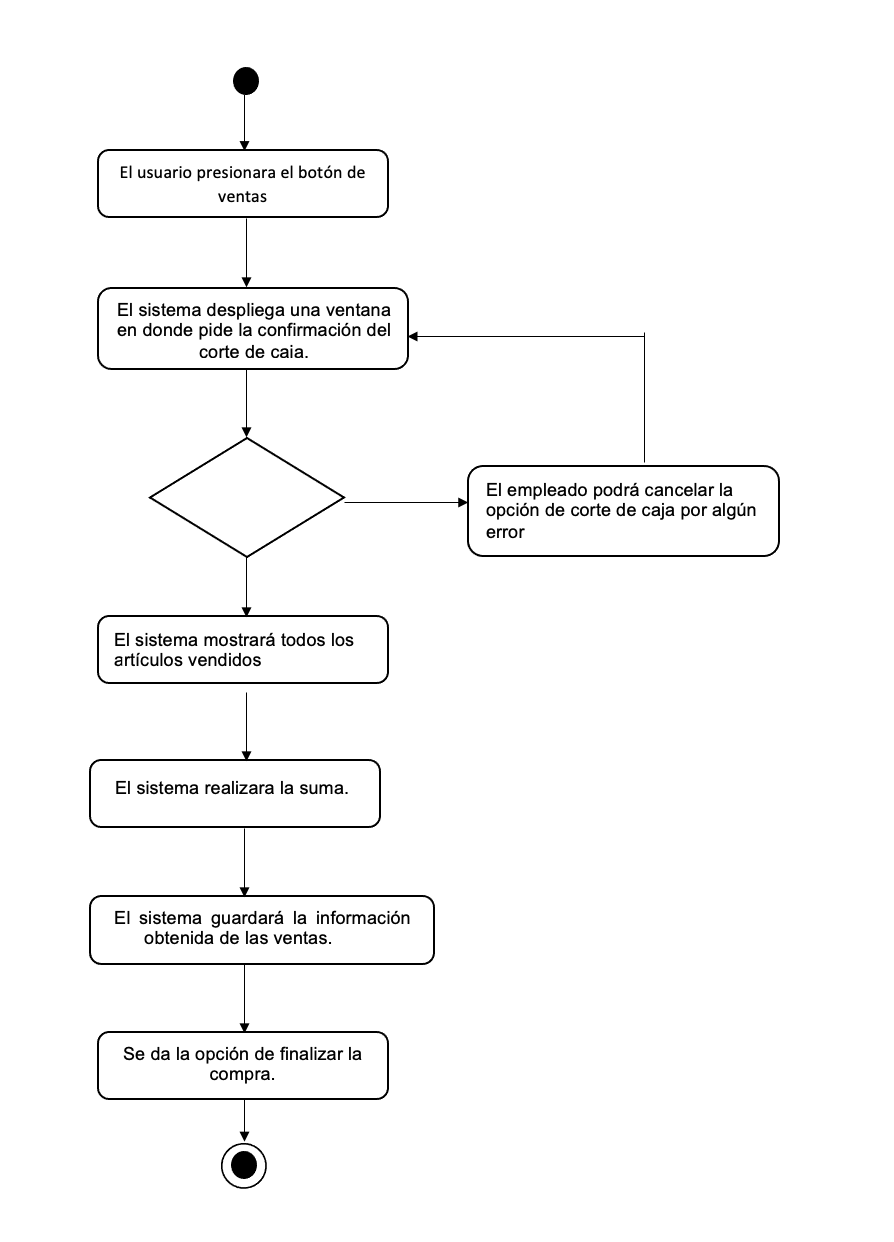 El usuario presionara el botón de
ventas
El sistema despliega una ventana
en donde pide la confirmación del
corte de caia.
El empleado podrá cancelar la
opción de corte de caja por algún
error
El sistema mostrará todos los
artículos vendidos
El sistema realizara la suma.
El sistema guardará la información
obtenida de las ventas.
Se da la opción de finalizar la
compra.